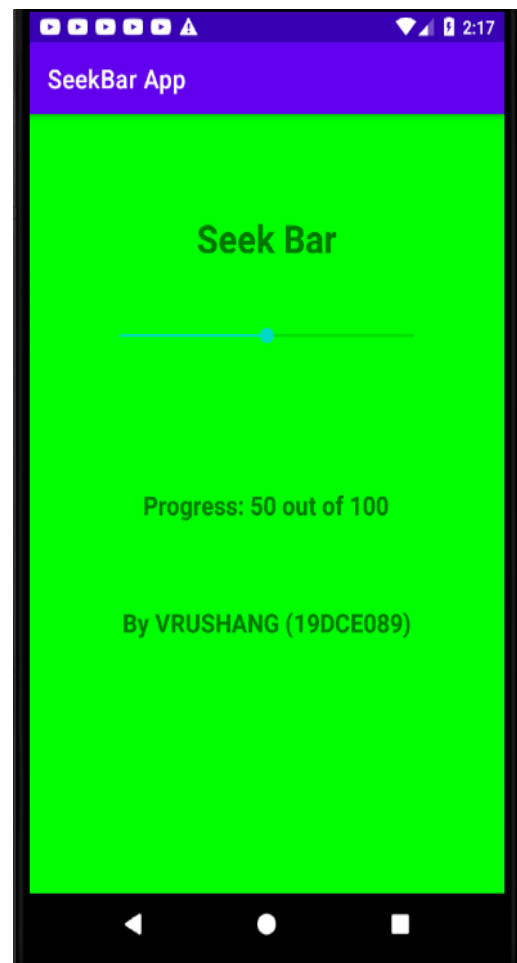 2:17
SeekBar App
Seek Bar
Progress: 50 out of 100
By VRUSHANG (19DCE089)